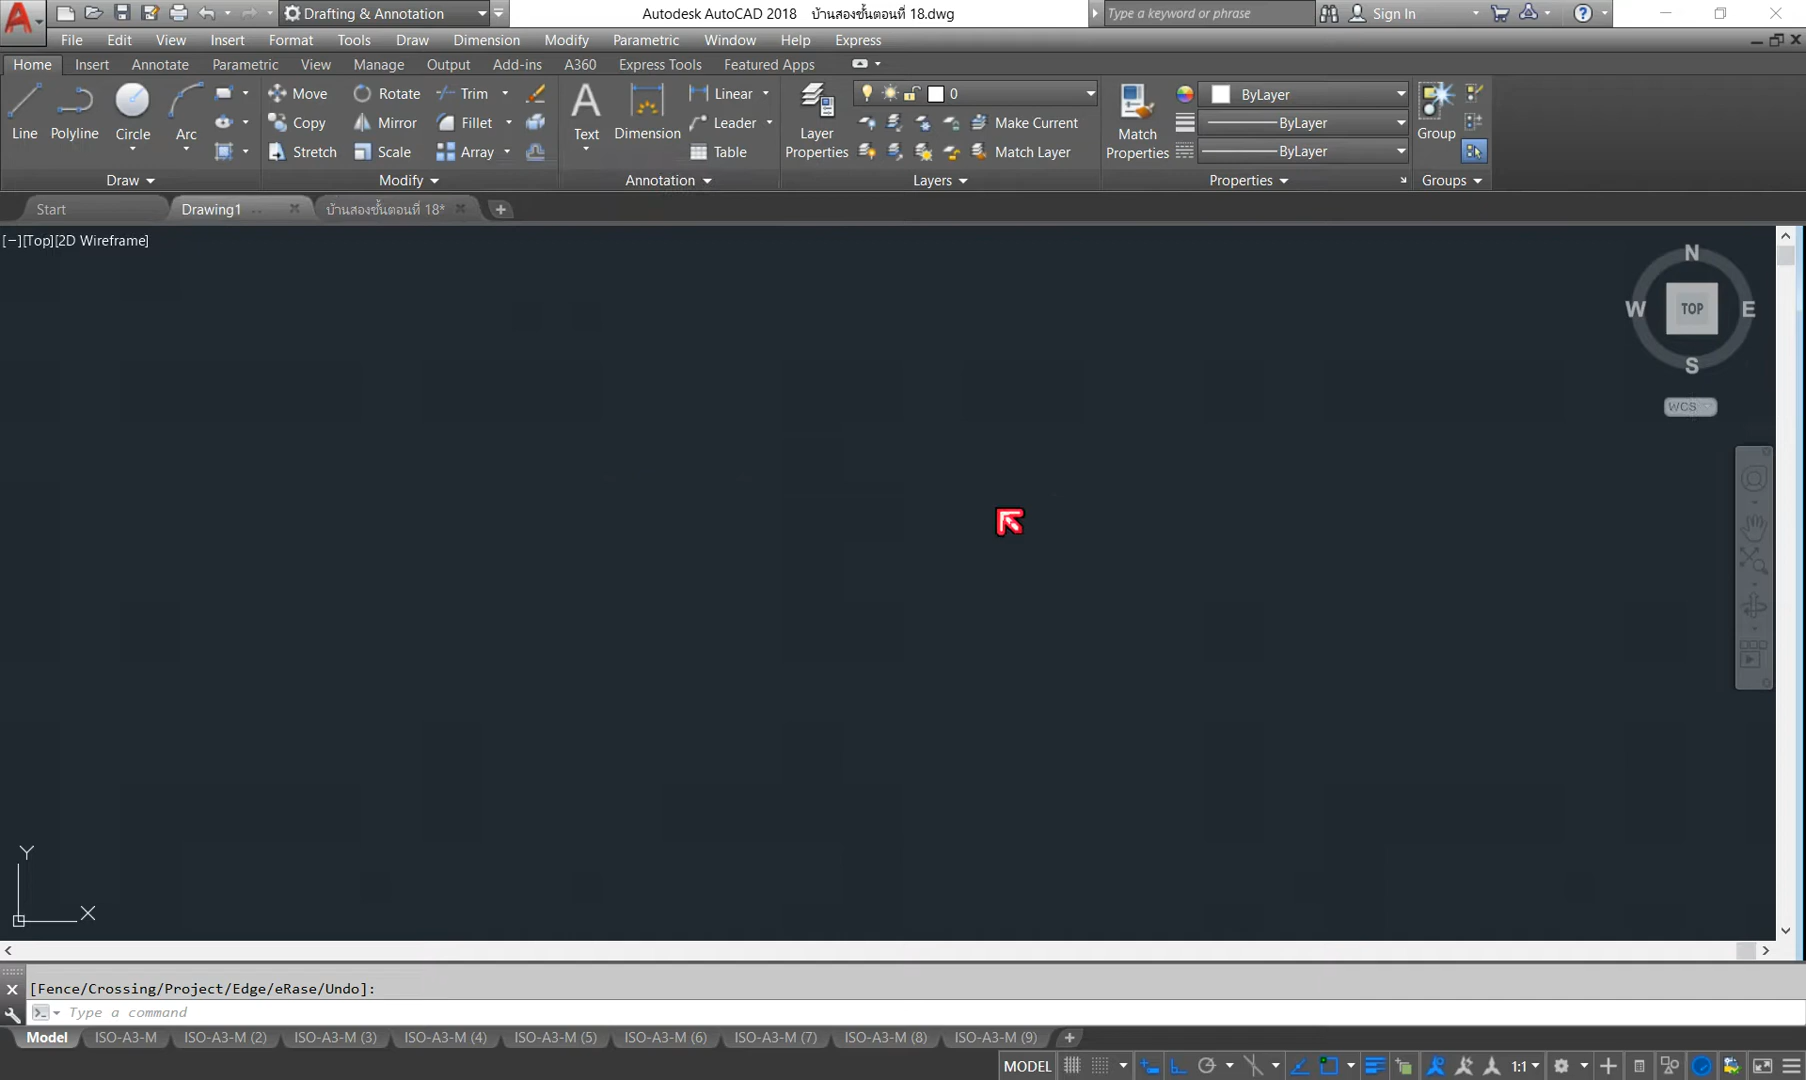 Drafting & Annotation
Autodesk AutoCAD 2018 บ้านสองชั้นตอนที่ 18.dwg
Type a keyword or phrase
Sign In
File Edit View Insert Format Tools Draw Dimension Modify Parametric Window Help Express
Home Insert Annotate Parametric View Manage Output Add-ins A360 Express Tools Featured Apps
Line Polyline Circle Arc
Move Rotate Trim
Copy Mirror Fillet
Stretch Scale Array
Text Dimension
Linear
Leader
Table
Layer Properties
0
Make Current
Match Layer
Match Properties
ByLayer
ByLayer
ByLayer
Group
Draw Modify Annotation Layers Properties Groups
Start Drawing1 บ้านสองชั้นตอนที่ 18*
[−][Top][2D Wireframe]
N
W TOP E
S
WCS
Y
X
[Fence/Crossing/Project/Edge/eRase/Undo]:
Type a command
Model ISO-A3-M ISO-A3-M (2) ISO-A3-M (3) ISO-A3-M (4) ISO-A3-M (5) ISO-A3-M (6) ISO-A3-M (7) ISO-A3-M (8) ISO-A3-M (9)
MODEL 1:1